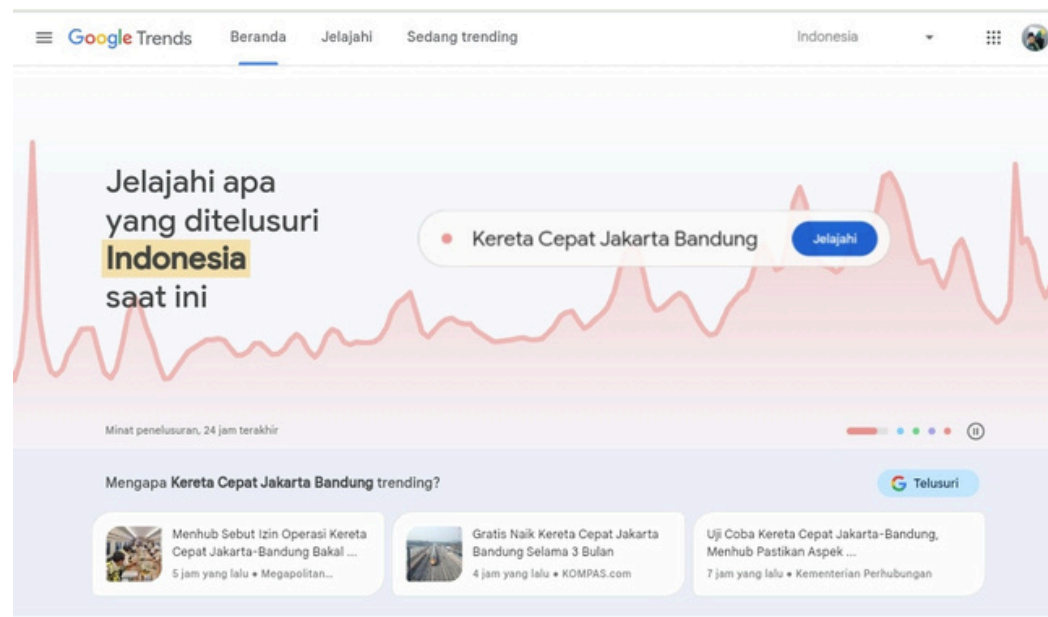 Google Trends
Beranda
Jelajahi
Sedang trending
Indonesia
Jelajahi apa
yang ditelusuri
Indonesia
saat ini
Kereta Cepat Jakarta Bandung
Jelajahi
Minat penelusuran, 24 jam terakhir
Mengapa Kereta Cepat Jakarta Bandung trending?
Telusuri
Menhub Sebut Izin Operasi Kereta
Cepat Jakarta-Bandung Bakal ...
5 jam yang lalu • Megapolitan...
Gratis Naik Kereta Cepat Jakarta
Bandung Selama 3 Bulan
4 jam yang lalu • KOMPAS.com
Uji Coba Kereta Cepat Jakarta-Bandung,
Menhub Pastikan Aspek ...
7 jam yang lalu • Kementerian Perhubungan